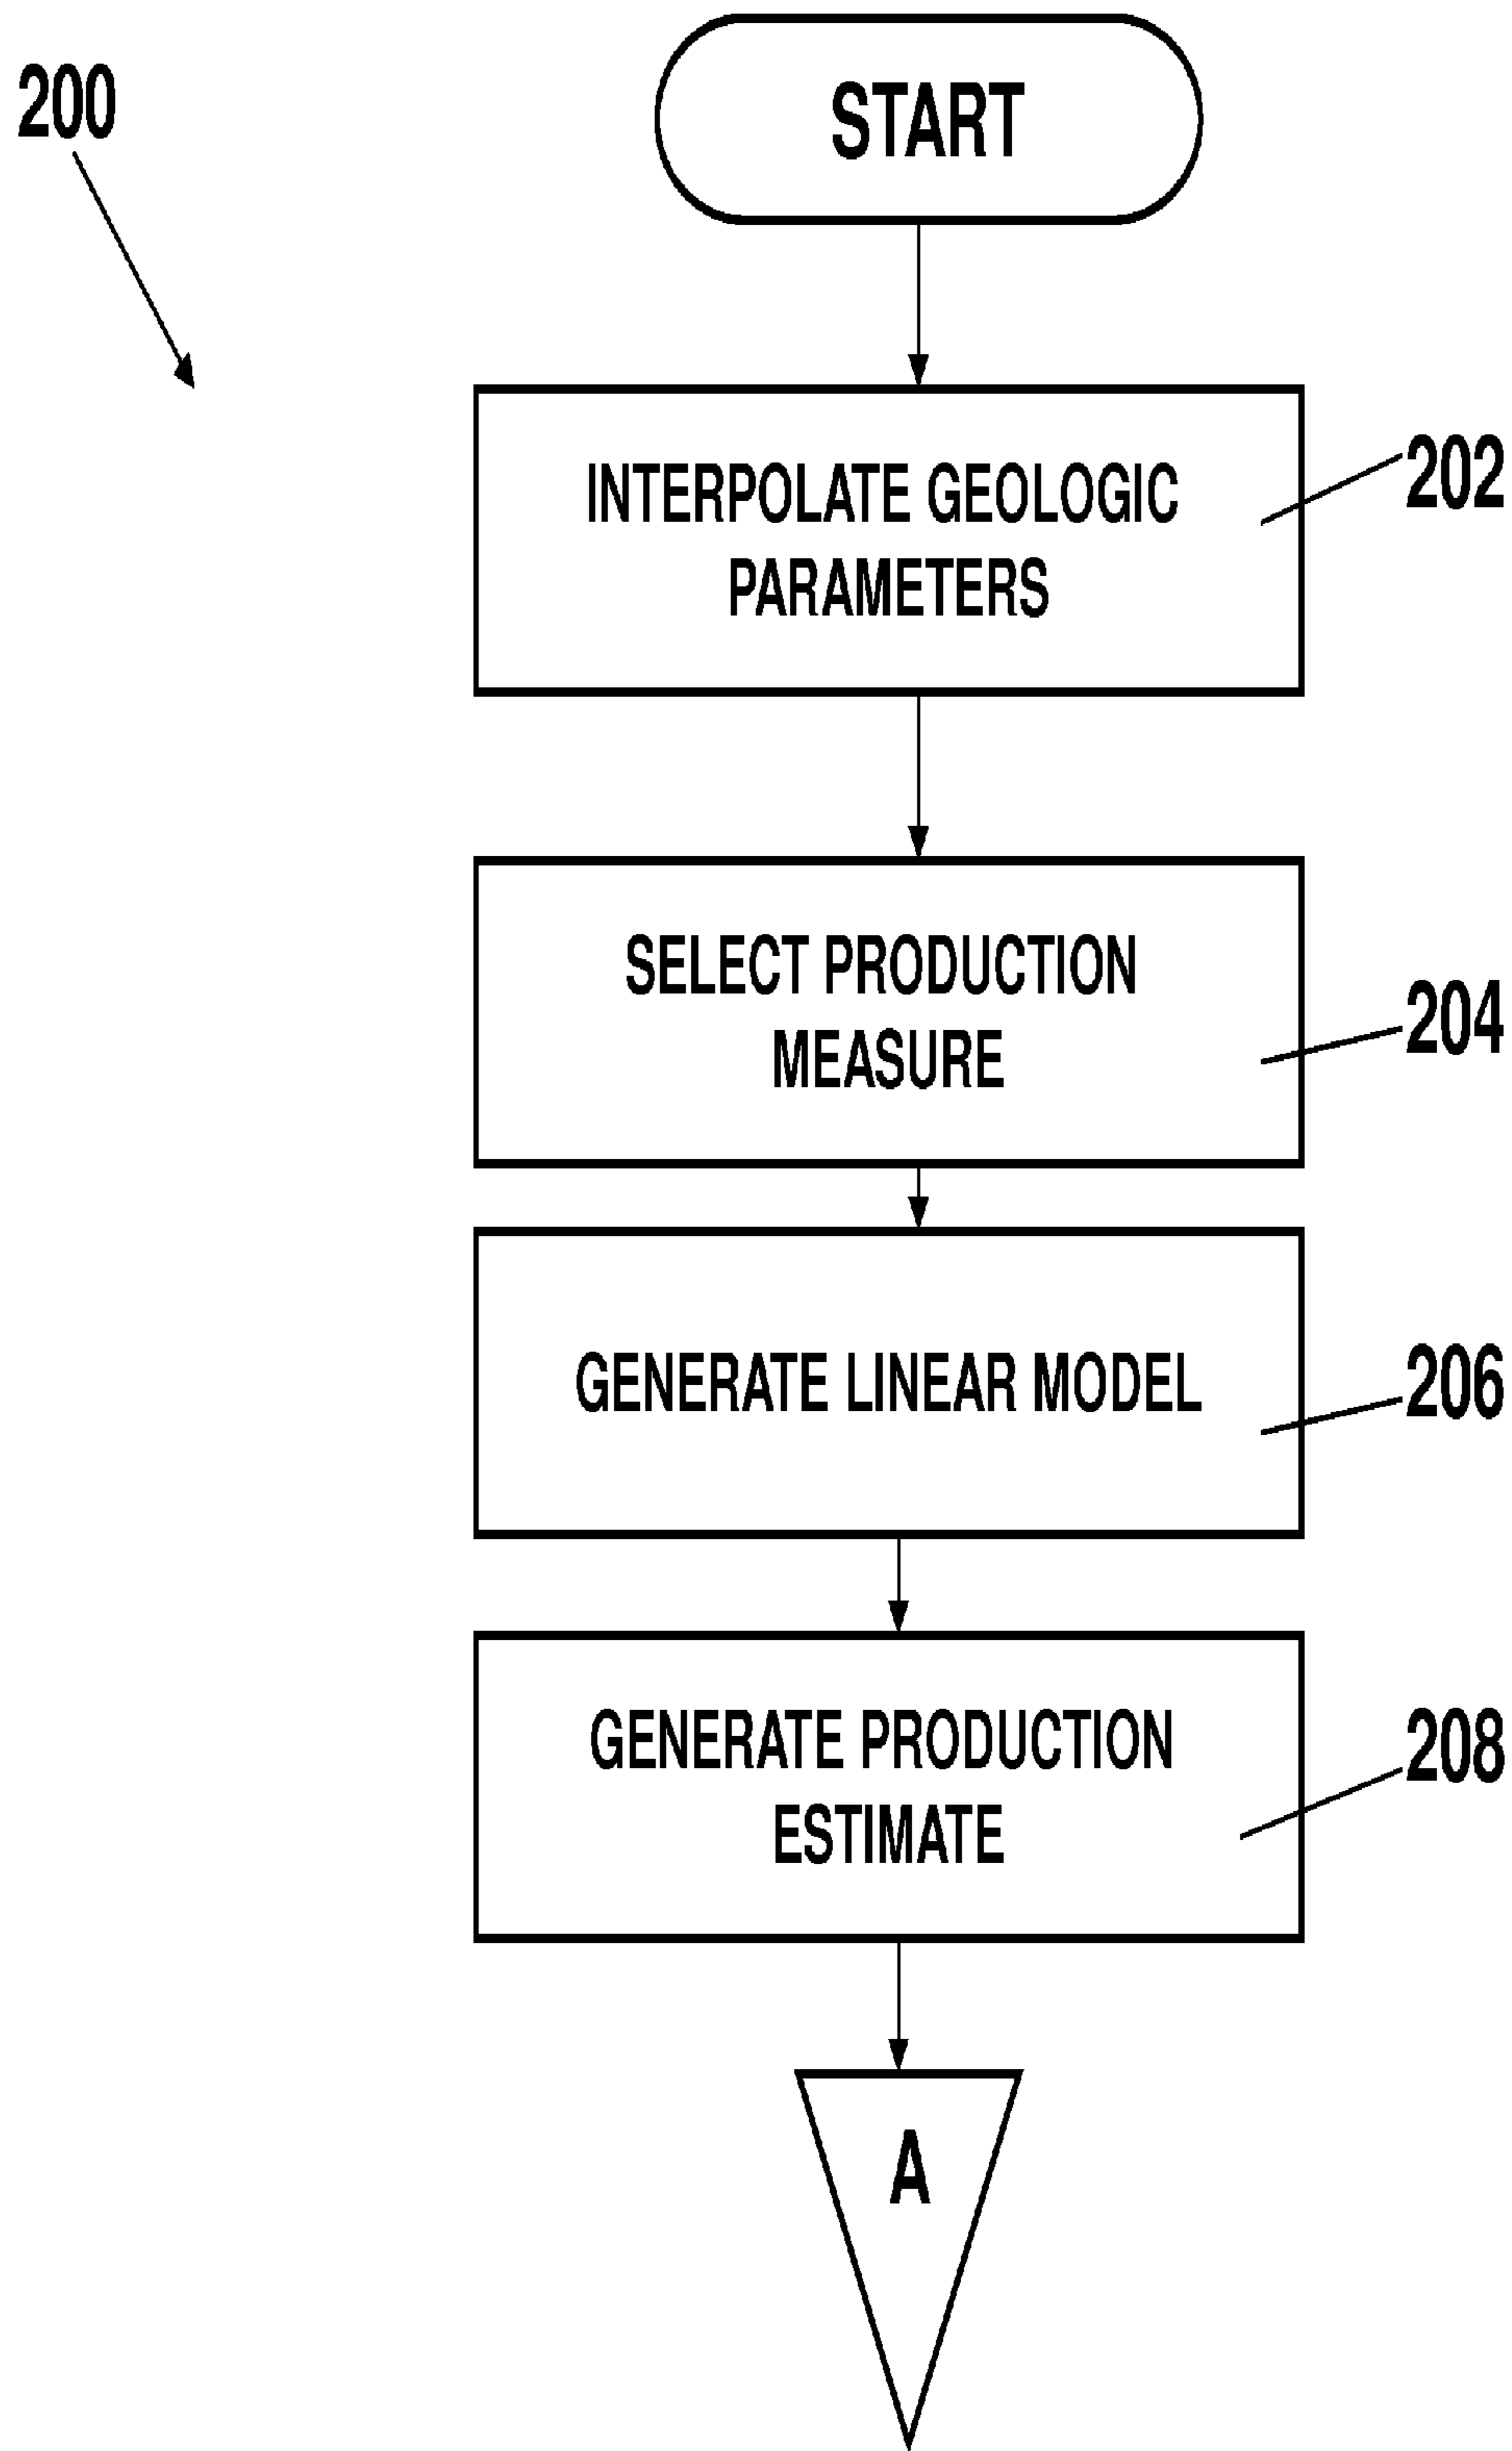 200
START
INTERPOLATE GEOLOGIC
PARAMETERS
202
SELECT PRODUCTION
MEASURE
204
GENERATE LINEAR MODEL
206
GENERATE PRODUCTION
ESTIMATE
208
A